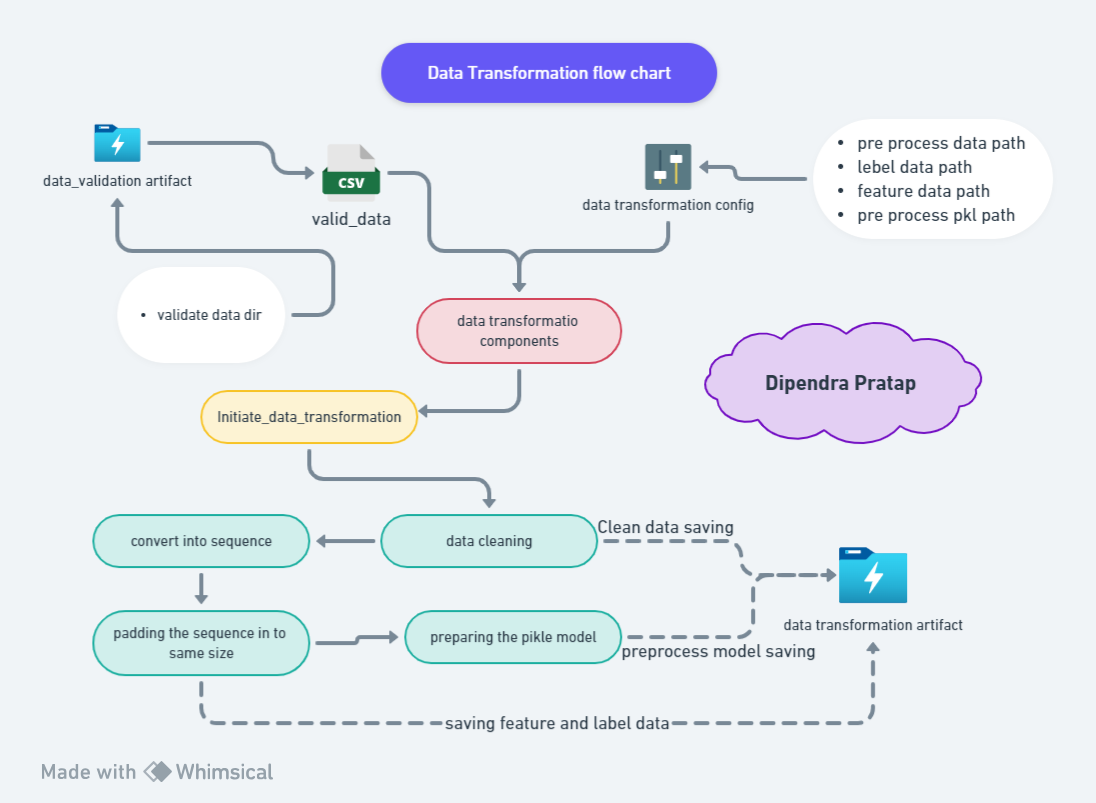 Data Transformation flow chart
data_validation artifact
CSV
valid_data
data transformation config
• pre process data path
• lebel data path
• feature data path
• pre process pkl path
• validate data dir
data transformatio
components
Dipendra Pratap
Initiate_data_transformation
convert into sequence
data cleaning
Clean data saving
padding the sequence in to
same size
preparing the pikle model
preprocess model saving
data transformation artifact
saving feature and label data
Made with Whimsical